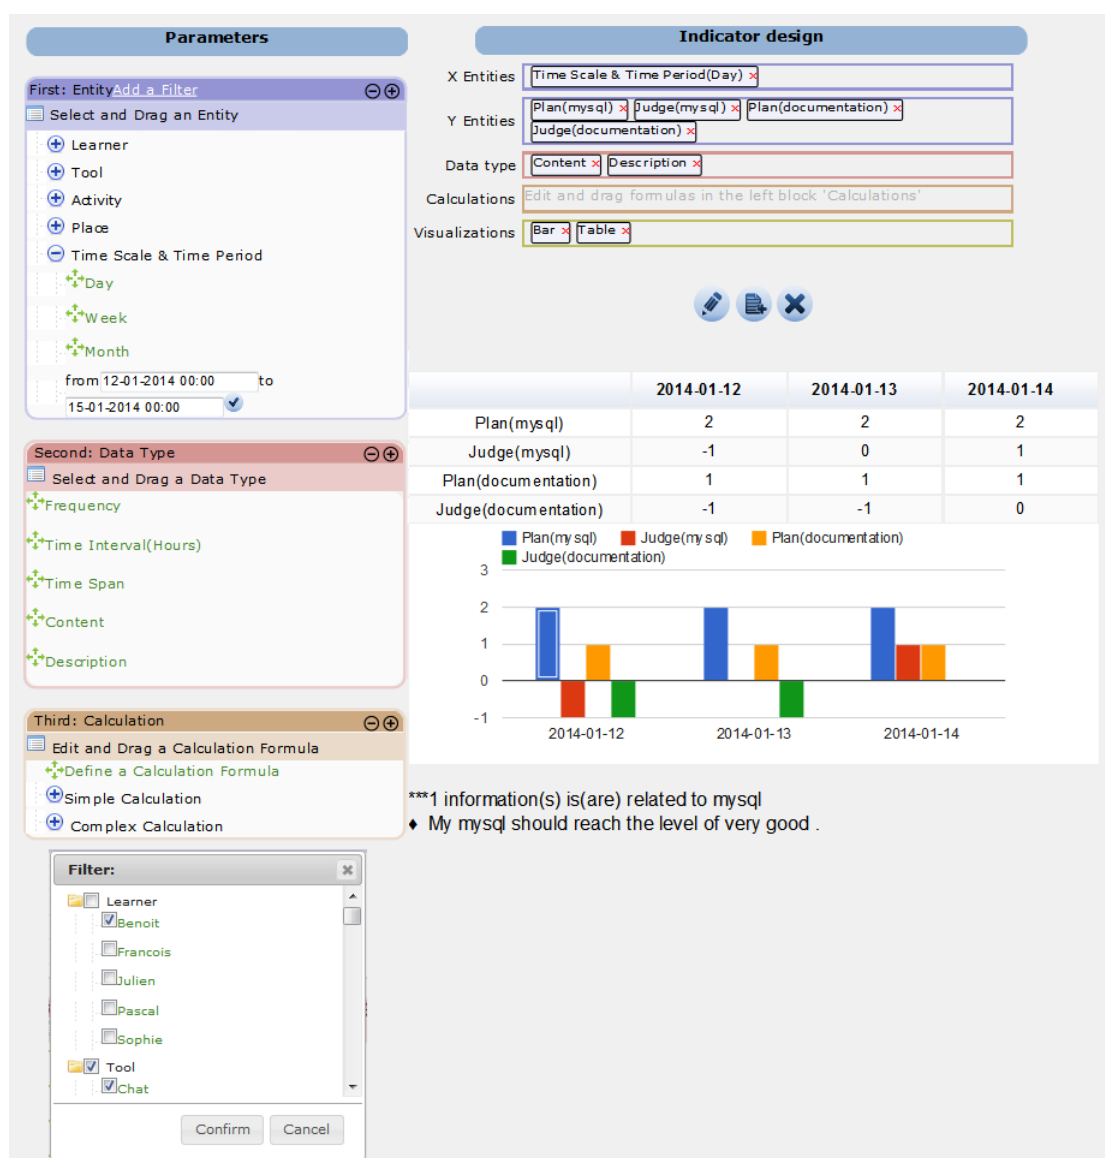 Parameters
First: EntityAdd a Filter
Select and Drag an Entity
Learner
Tool
Activity
Place
Time Scale & Time Period
Day
Week
Month
from 12-01-2014 00:00 to
15-01-2014 00:00
Second: Data Type
Select and Drag a Data Type
Frequency
Time Interval(Hours)
Time Span
Content
Description
Third: Calculation
Edit and Drag a Calculation Formula
Define a Calculation Formula
Simple Calculation
Complex Calculation
Filter:
Learner
Benoit
Francois
Julien
Pascal
Sophie
Tool
Chat
Confirm Cancel
Indicator design
X Entities Time Scale & Time Period(Day) x
Y Entities Plan(mysql) x Judge(mysql) x Plan(documentation) x
Judge(documentation) x
Data type Content x Description x
Calculations Edit and drag formulas in the left block 'Calculations'
Visualizations Bar x Table x
2014-01-12 2014-01-13 2014-01-14
Plan(mysql) 2 2 2
Judge(mysql) -1 0 1
Plan(documentation) 1 1 1
Judge(documentation) -1 -1 0
Plan(mysql) Judge(mysql) Plan(documentation)
Judge(documentation)
3
2
1
0
-1
2014-01-12 2014-01-13 2014-01-14
***1 information(s) is(are) related to mysql
♦ My mysql should reach the level of very good .